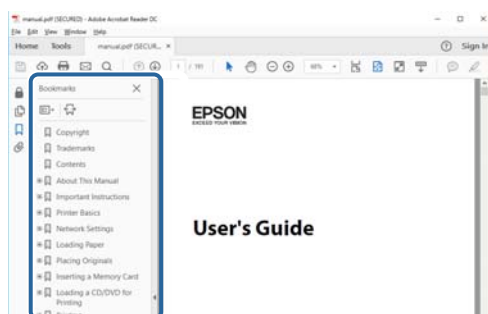 manual.pdf (SECURED) - Adobe Acrobat Reader DC
File Edit View Window Help
Home Tools manual.pdf (SECUR... × Sign In
1 / 191
Bookmarks
Copyright
Trademarks
Contents
About This Manual
Important Instructions
Printer Basics
Network Settings
Loading Paper
Placing Originals
Inserting a Memory Card
Loading a CD/DVD for
Printing
EPSON
EXCEED YOUR VISION
User's Guide